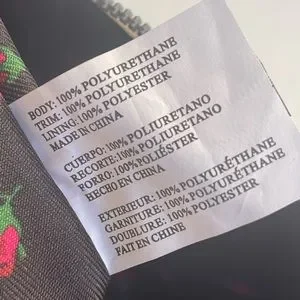 BODY: 100% POLYURETHANE
TRIM: 100% POLYURETHANE
LINING: 100% POLYESTER
MADE IN CHINA
CUERPO: 100% POLIURETANO
RECORTE: 100% POLIURETANO
FORRO: 100% POLIÉSTER
HECHO EN CHINA
EXTERIEUR: 100% POLYURÉTHANE
GARNITURE: 100% POLYURÉTHANE
DOUBLURE: 100% POLYESTER
FAIT EN CHINE